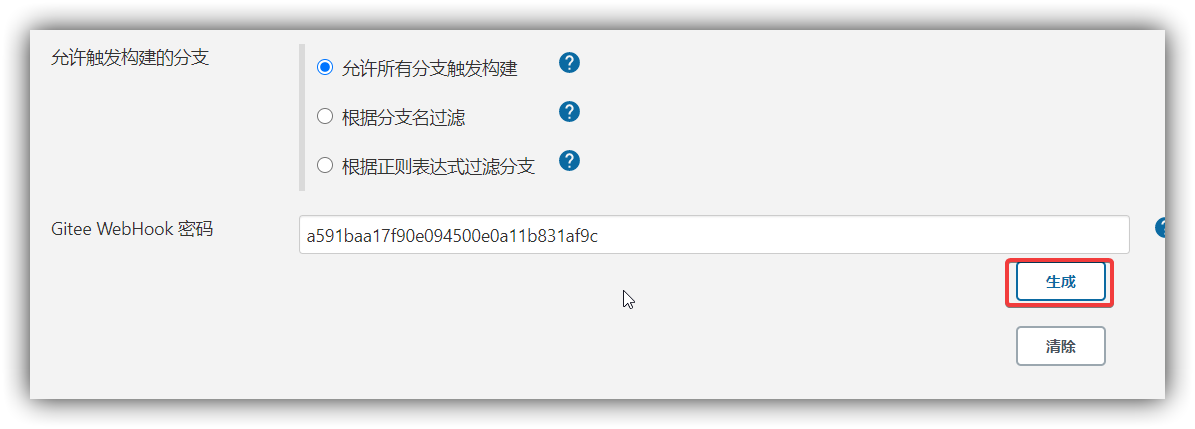 允许触发构建的分支
允许所有分支触发构建
根据分支名过滤
根据正则表达式过滤分支
Gitee WebHook 密码
a591baa17f90e094500e0a11b831af9c
生成
清除